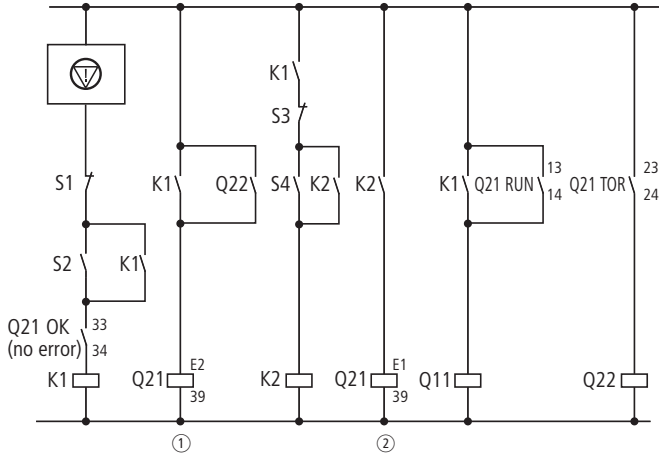 K1
S3
S1
K1
Q22
S4
K2
K2
K1
Q21 RUN
13
14
Q21 TOR
23
24
S2
K1
Q21 OK
(no error)
33
34
K1
Q21
E2
39
K2
Q21
E1
39
Q11
Q22
①
②